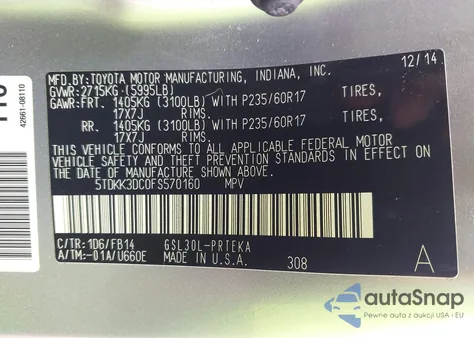 110
42661-08110
MFD.BY:TOYOTA MOTOR MANUFACTURING, INDIANA, INC. 12/14
GVWR:2715KG (5995LB)
GAWR:FRT. 1405KG (3100LB) WITH P235/60R17 TIRES,
17X7J RIMS.
RR. 1405KG (3100LB) WITH P235/60R17 TIRES,
17X7J RIMS.
THIS VEHICLE CONFORMS TO ALL APPLICABLE FEDERAL MOTOR
VEHICLE SAFETY AND THEFT PREVENTION STANDARDS IN EFFECT ON
THE DATE OF MANUFACTURE SHOWN ABOVE.
5TDKK3DC0FS570160 MPV
C/TR:1D6/FB14 GSL30L-PRTEKA
A/TM:-01A/U660E MADE IN U.S.A. 308 A
autoSnap
Pewne auta z USA i EU